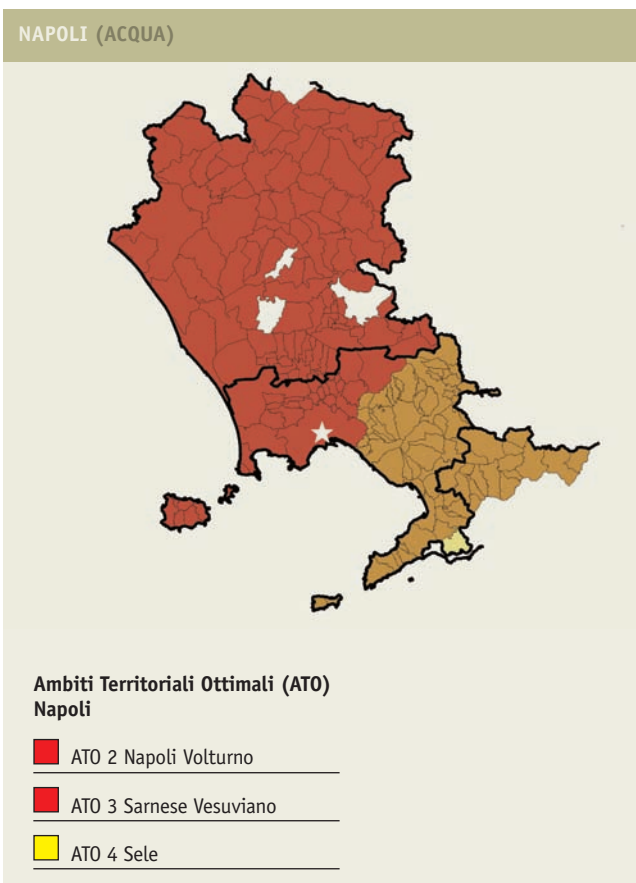 NAPOLI (ACQUA)
Ambiti Territoriali Ottimali (ATO)
Napoli
ATO 2 Napoli Volturno
ATO 3 Sarnese Vesuviano
ATO 4 Sele